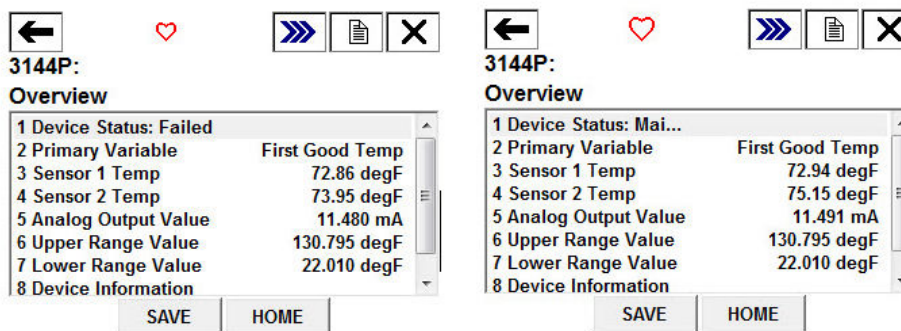 3144P:
Overview
1 Device Status: Failed
2 Primary Variable First Good Temp
3 Sensor 1 Temp 72.86 degF
4 Sensor 2 Temp 73.95 degF
5 Analog Output Value 11.480 mA
6 Upper Range Value 130.795 degF
7 Lower Range Value 22.010 degF
8 Device Information
SAVE HOME
3144P:
Overview
1 Device Status: Mai...
2 Primary Variable First Good Temp
3 Sensor 1 Temp 72.94 degF
4 Sensor 2 Temp 75.15 degF
5 Analog Output Value 11.491 mA
6 Upper Range Value 130.795 degF
7 Lower Range Value 22.010 degF
8 Device Information
SAVE HOME